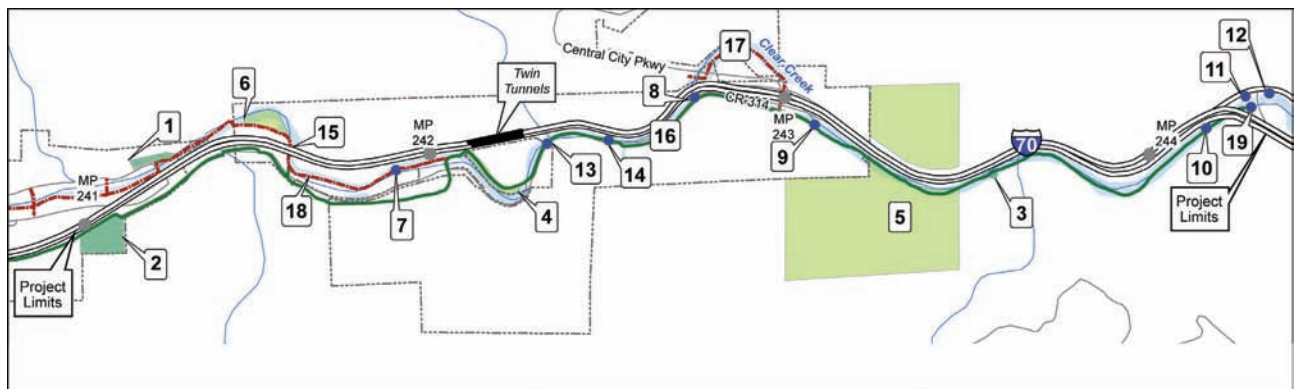 1
MP
241
2
Project
Limits
6
15
18
7
MP
242
Twin
Tunnels
4
13
14
Central City Pkwy
17
Clear Creek
8
16
CR 314
MP
243
9
5
3
70
MP
244
10
11
12
19
Project
Limits